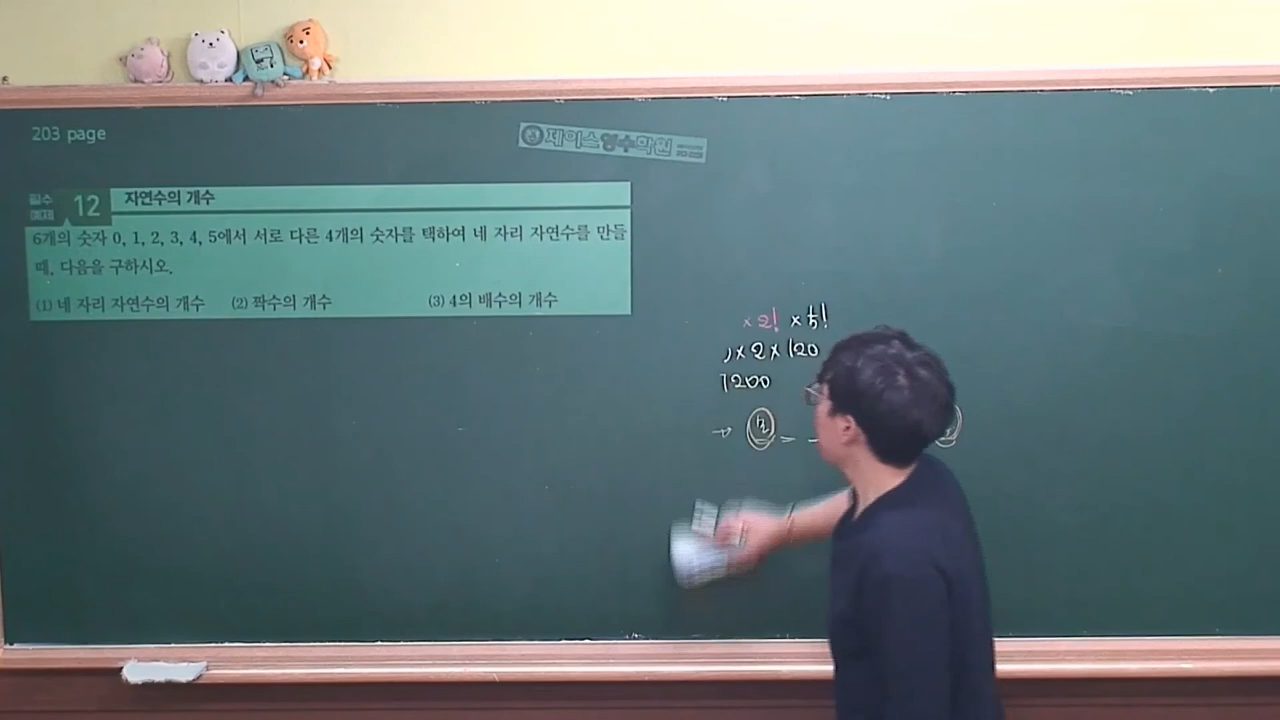 203 page
제이스영수학원
필수
예제 12 자연수의 개수
6개의 숫자 0, 1, 2, 3, 4, 5에서 서로 다른 4개의 숫자를 택하여 네 자리 자연수를 만들
때, 다음을 구하시오.
(1) 네 자리 자연수의 개수 (2) 짝수의 개수 (3) 4의 배수의 개수
×2! ×5!
×2×120
1200